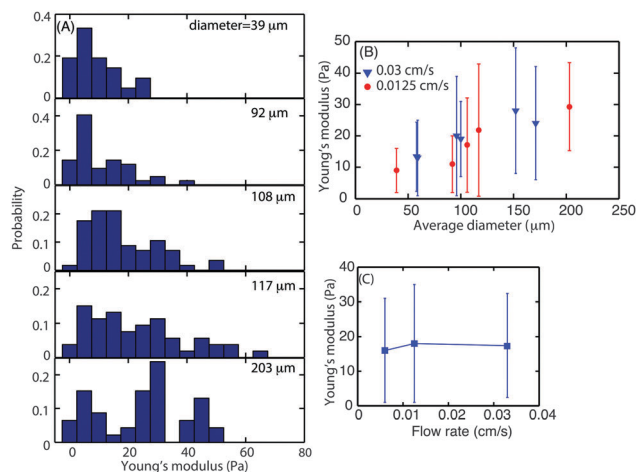 (A)
diameter=39 µm
0.4
0.2
0
92 µm
0.4
0.2
0
108 µm
0.2
0.1
0
117 µm
0.2
0.1
0
203 µm
0.2
0.1
0
0
20
40
60
80
Probability
Young's modulus (Pa)
(B)
0.03 cm/s
0.0125 cm/s
50
40
30
20
10
0
0
50
100
150
200
250
Young's modulus (Pa)
Average diameter (µm)
(C)
40
30
20
10
0
0
0.01
0.02
0.03
0.04
Young's modulus (Pa)
Flow rate (cm/s)